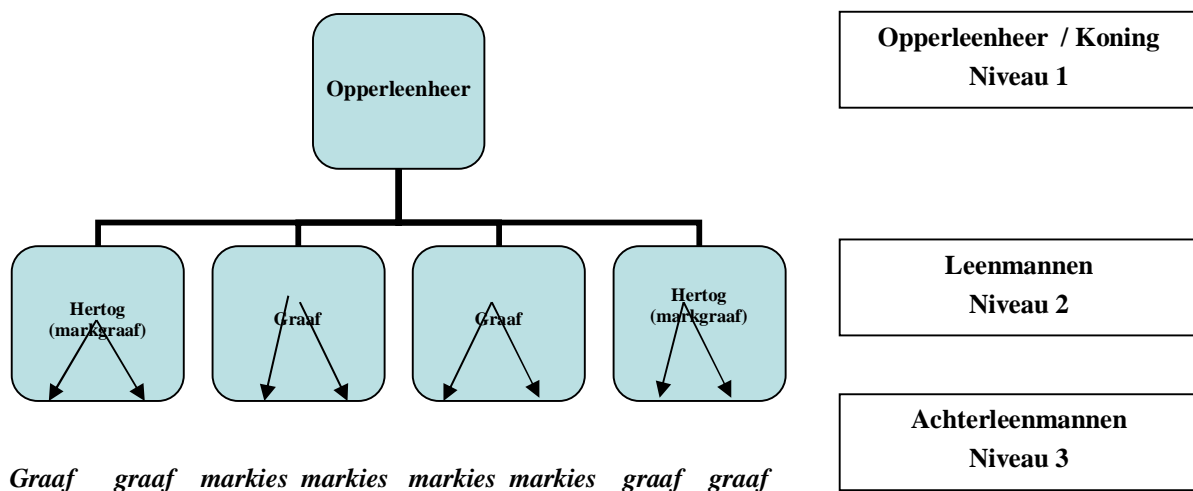 Opperleenheer / Koning
Niveau 1
Opperleenheer
Hertog
(markgraaf)
Graaf
Graaf
Hertog
(markgraaf)
Leenmannen
Niveau 2
Achterleenmannen
Niveau 3
Graaf graaf markies markies markies markies graaf graaf